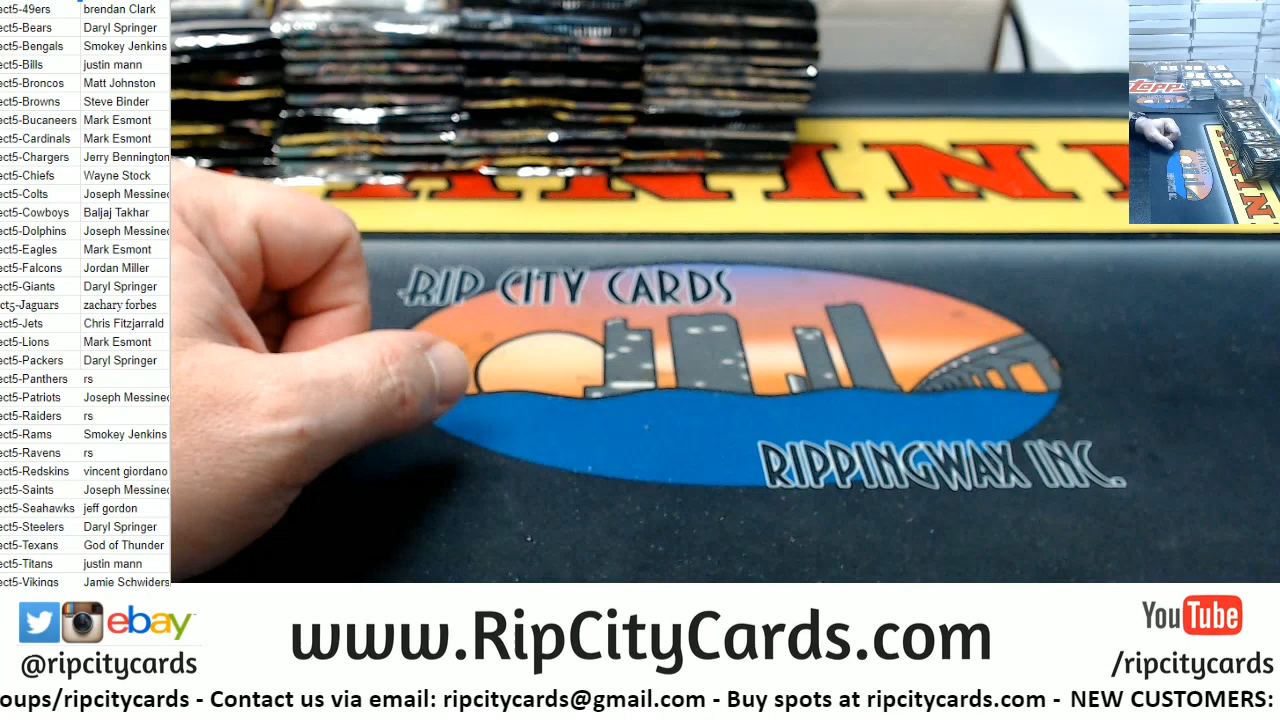 ect5-49ers brendan Clark
ect5-Bears Daryl Springer
ect5-Bengals Smokey Jenkins
ect5-Bills justin mann
ect5-Broncos Matt Johnston
ect5-Browns Steve Binder
ect5-Bucaneers Mark Esmont
ect5-Cardinals Mark Esmont
ect5-Chargers Jerry Bennington
ect5-Chiefs Wayne Stock
ect5-Colts Joseph Messinec
ect5-Cowboys Baljaj Takhar
ect5-Dolphins Joseph Messinec
ect5-Eagles Mark Esmont
ect5-Falcons Jordan Miller
ect5-Giants Daryl Springer
ect5-Jaguars zachary forbes
ect5-Jets Chris Fitzjarrald
ect5-Lions Mark Esmont
ect5-Packers Daryl Springer
ect5-Panthers rs
ect5-Patriots Joseph Messinec
ect5-Raiders rs
ect5-Rams Smokey Jenkins
ect5-Ravens rs
ect5-Redskins vincent giordano
ect5-Saints Joseph Messinec
ect5-Seahawks jeff gordon
ect5-Steelers Daryl Springer
ect5-Texans God of Thunder
ect5-Titans justin mann
ect5-Vikings Jamie Schwiders
RIP CITY CARDS
RIPPINGWAX INC.
TOPPS
ebay
@ripcitycards
www.RipCityCards.com
YouTube
/ripcitycards
oups/ripcitycards - Contact us via email: ripcitycards@gmail.com - Buy spots at ripcitycards.com - NEW CUSTOMERS: